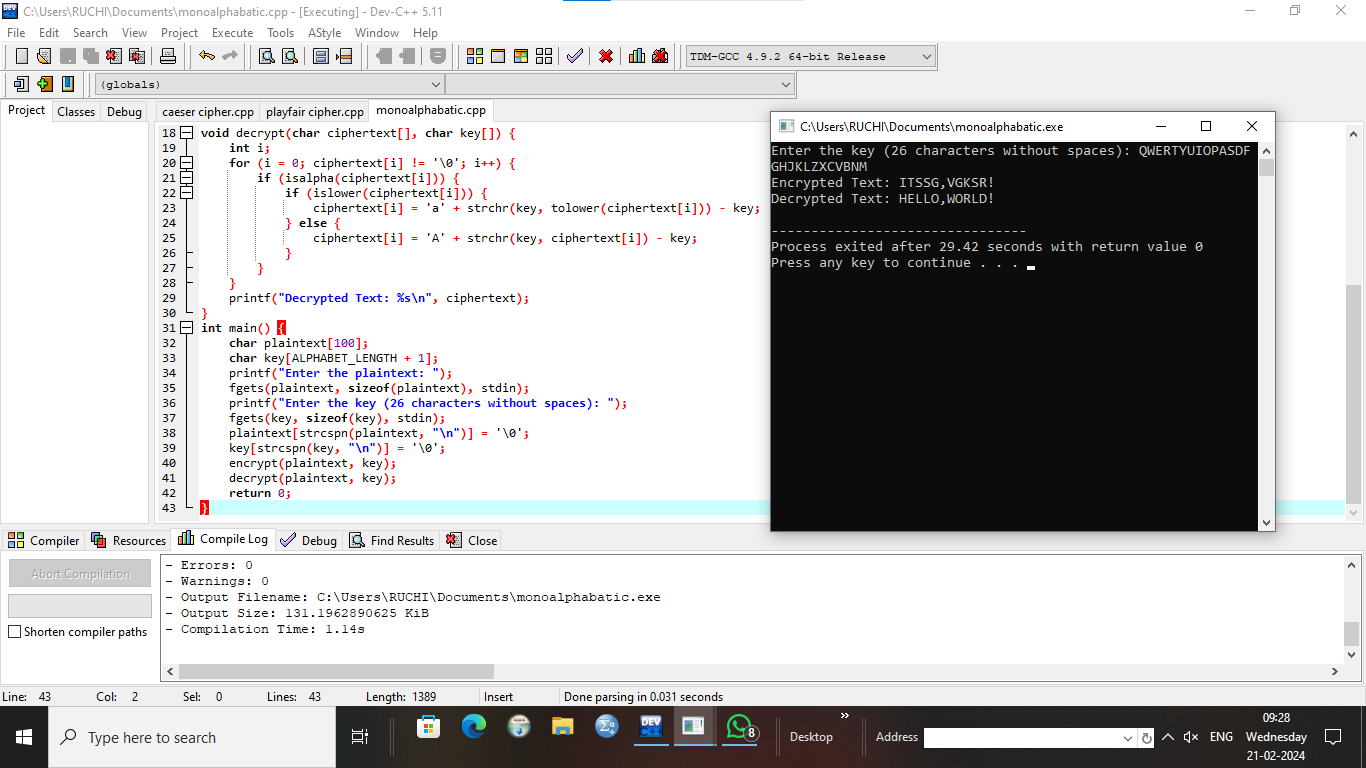 C:\Users\RUCHI\Documents\monoalphabatic.cpp - [Executing] - Dev-C++ 5.11
File Edit Search View Project Execute Tools AStyle Window Help
TDM-GCC 4.9.2 64-bit Release
(globals)
Project Classes Debug
caeser cipher.cpp playfair cipher.cpp monoalphabatic.cpp
18 void decrypt(char ciphertext[], char key[]) {
19 int i;
20 for (i = 0; ciphertext[i] != '\0'; i++) {
21 if (isalpha(ciphertext[i])) {
22 if (islower(ciphertext[i])) {
23 ciphertext[i] = 'a' + strchr(key, tolower(ciphertext[i])) - key;
24 } else {
25 ciphertext[i] = 'A' + strchr(key, ciphertext[i]) - key;
26 }
27 }
28 }
29 printf("Decrypted Text: %s\n", ciphertext);
30 }
31 int main() {
32 char plaintext[100];
33 char key[ALPHABET_LENGTH + 1];
34 printf("Enter the plaintext: ");
35 fgets(plaintext, sizeof(plaintext), stdin);
36 printf("Enter the key (26 characters without spaces): ");
37 fgets(key, sizeof(key), stdin);
38 plaintext[strcspn(plaintext, "\n")] = '\0';
39 key[strcspn(key, "\n")] = '\0';
40 encrypt(plaintext, key);
41 decrypt(plaintext, key);
42 return 0;
43 }
C:\Users\RUCHI\Documents\monoalphabatic.exe
Enter the key (26 characters without spaces): QWERTYUIOPASDF
GHJKLZXCVBNM
Encrypted Text: ITSSG,VGKSR!
Decrypted Text: HELLO,WORLD!
--------------------------------
Process exited after 29.42 seconds with return value 0
Press any key to continue . . .
Compiler Resources Compile Log Debug Find Results Close
Abort Compilation
Shorten compiler paths
- Errors: 0
- Warnings: 0
- Output Filename: C:\Users\RUCHI\Documents\monoalphabatic.exe
- Output Size: 131.1962890625 KiB
- Compilation Time: 1.14s
Line: 43 Col: 2 Sel: 0 Lines: 43 Length: 1389 Insert Done parsing in 0.031 seconds
Type here to search
DEV
C++
8
Desktop
Address
ENG
09:28
Wednesday
21-02-2024